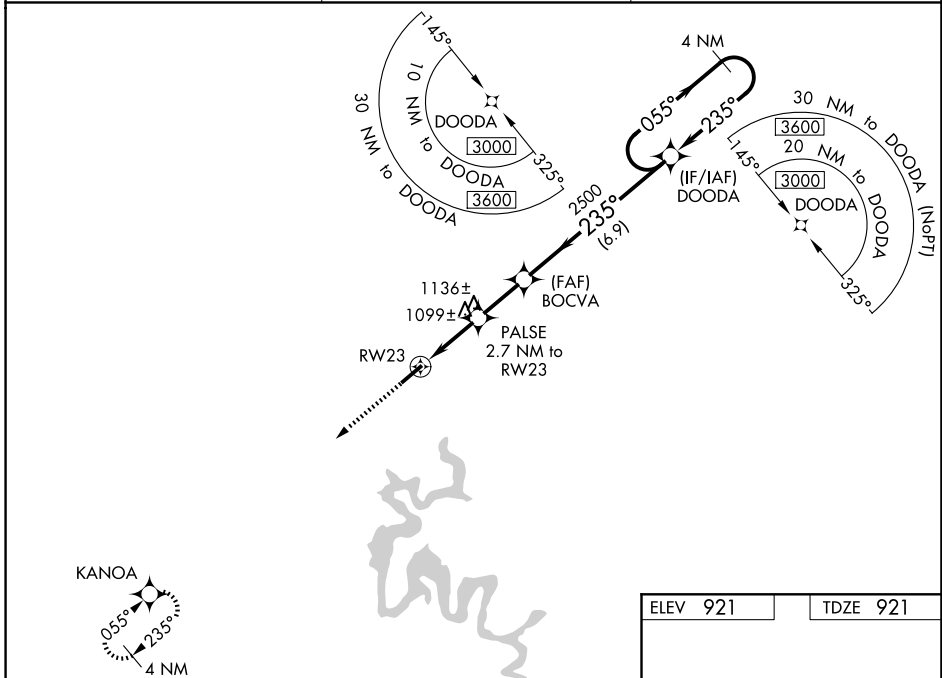 145°
10 NM to DOODA
30 NM to DOODA
DOODA
3000
3600
325°
4 NM
055°
235°
(IF/IAF)
DOODA
30 NM to DOODA (NoPT)
3600
20 NM to DOODA
3000
145°
DOODA
325°
2500
235°
(6.9)
(FAF)
BOCVA
1136±
1099±
PALSE
2.7 NM to
RW23
RW23
KANOA
055°
235°
4 NM
ELEV 921
TDZE 921